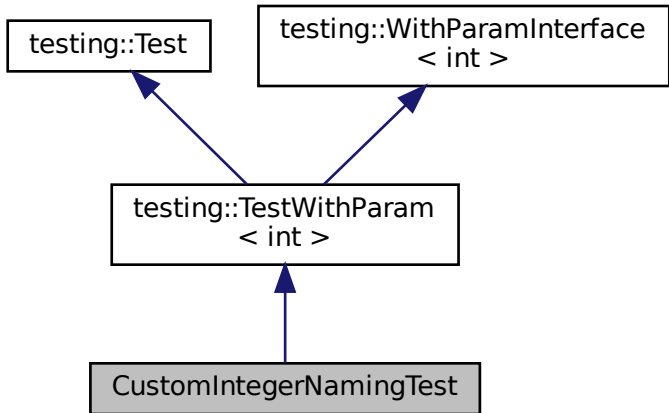 testing::Test
testing::WithParamInterface
< int >
testing::TestWithParam
< int >
CustomIntegerNamingTest